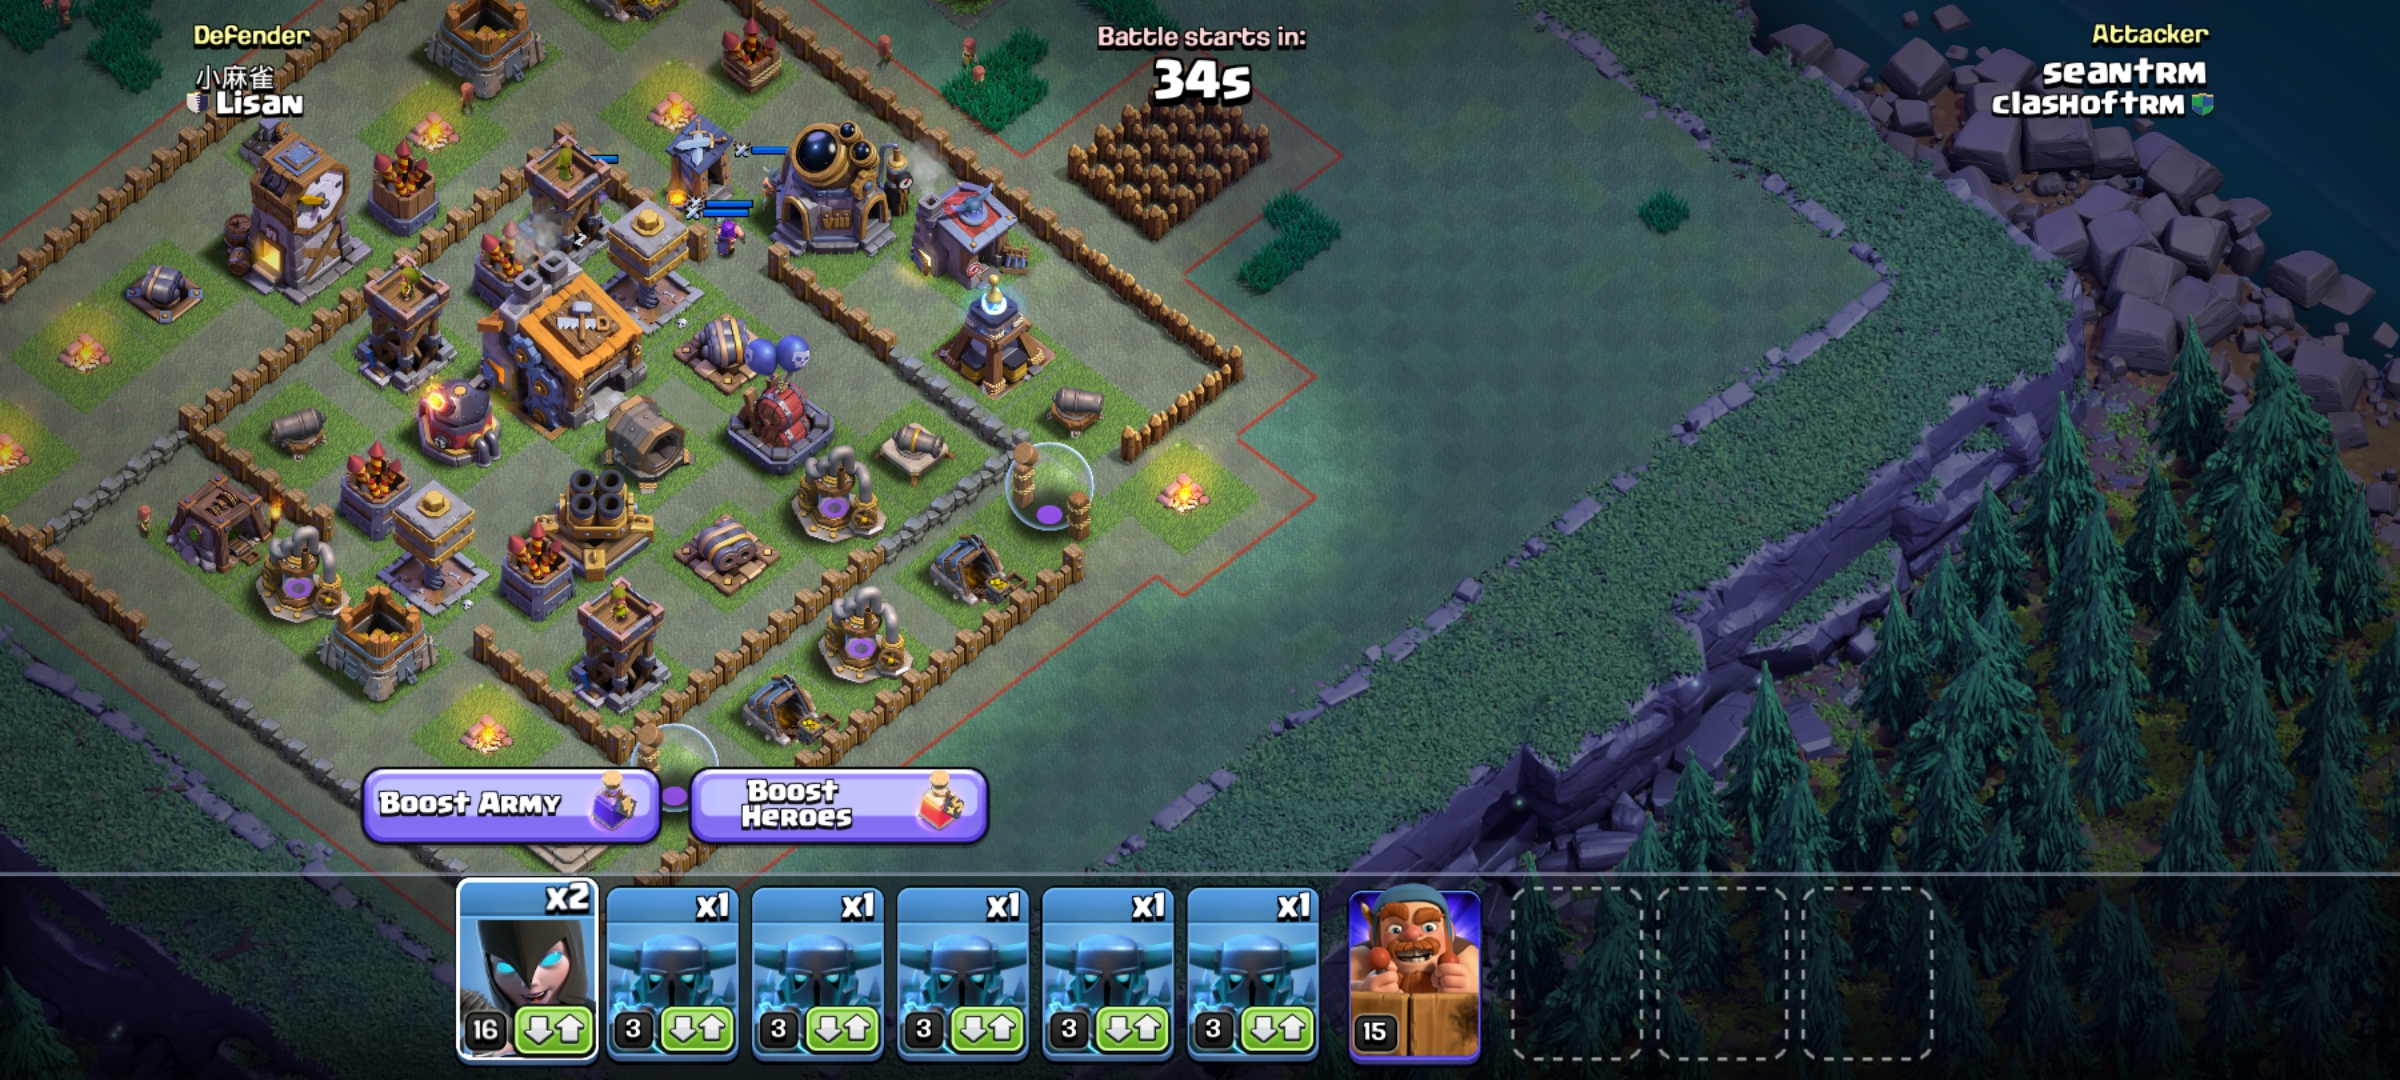 Defender
小麻雀
Lisan
Battle starts in:
34s
Attacker
seantRM
clashoftRM
Boost Army
Boost
Heroes
x2
x1
x1
x1
x1
x1
16
3
3
3
3
3
15